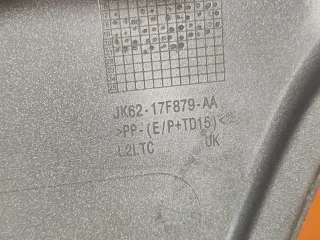 JK62-17F879-AA
>PP-(E/P+TD15)<
L2LTC UK